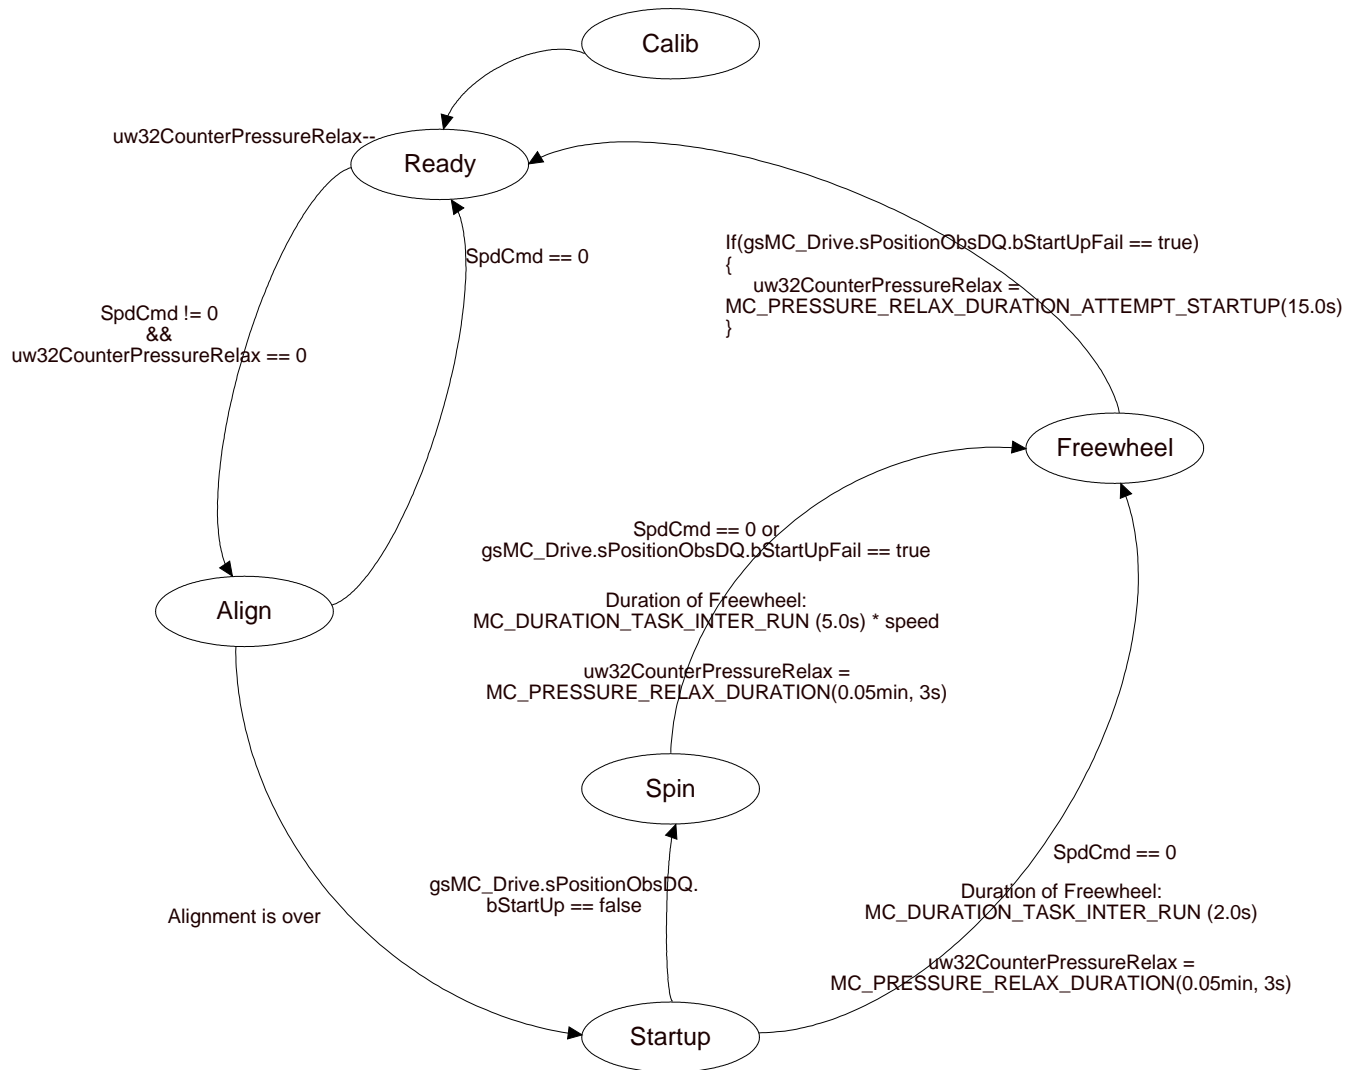 Calib
uw32CounterPressureRelax--
Ready
SpdCmd == 0
If(gsMC_Drive.sPositionObsDQ.bStartUpFail == true)
{
uw32CounterPressureRelax =
MC_PRESSURE_RELAX_DURATION_ATTEMPT_STARTUP(15.0s)
}
SpdCmd != 0
&&
uw32CounterPressureRelax == 0
Freewheel
SpdCmd == 0 or
gsMC_Drive.sPositionObsDQ.bStartUpFail == true
Duration of Freewheel:
MC_DURATION_TASK_INTER_RUN (5.0s) * speed
uw32CounterPressureRelax =
MC_PRESSURE_RELAX_DURATION(0.05min, 3s)
Align
Spin
gsMC_Drive.sPositionObsDQ.
bStartUp == false
Alignment is over
SpdCmd == 0
Duration of Freewheel:
MC_DURATION_TASK_INTER_RUN (2.0s)
uw32CounterPressureRelax =
MC_PRESSURE_RELAX_DURATION(0.05min, 3s)
Startup